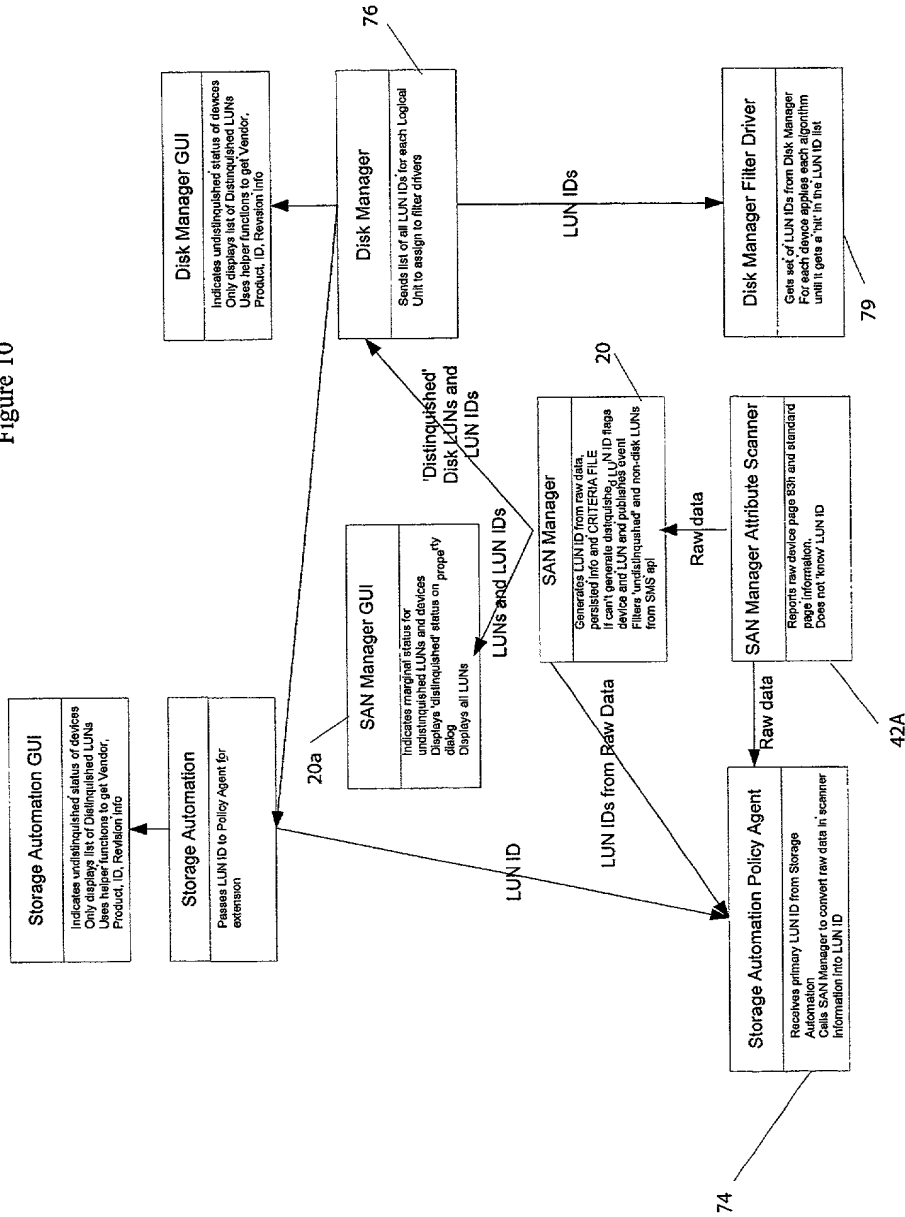 Figure 10
Storage Automation GUI
Indicates undistinquished status of devices
Only displays list of Distinquished LUNs
Uses helper functions to get Vendor,
Product, ID, Revision Info
Storage Automation
Passes LUN ID to Policy Agent for
extension
Disk Manager GUI
Indicates undistinquished status of devices
Only displays list of Distinquished LUNs
Uses helper functions to get Vendor,
Product, ID, Revision Info
76
Disk Manager
Sends list of all LUN IDs for each Logical
Unit to assign to filter drivers
20a
SAN Manager GUI
Indicates marginal status for
undistinquished LUNs and devices
Displays 'distinquished' status on property
dialog
Displays all LUNs
LUNs and LUN IDs
'Distinquished'
Disk LUNs and
LUN IDs
20
SAN Manager
Generates LUN ID from raw data,
persisted info and CRITERIA FILE
If can't generate distiquished LUN ID flags
device and LUN and publishes event
Filters 'undistinqushed' and non-disk LUNs
from SMS api
LUN ID
LUN IDs from Raw Data
Raw data
LUN IDs
Storage Automation Policy Agent
Receives primary LUN ID from Storage
Automation
Calls SAN Manager to convert raw data in scanner
information into LUN ID
74
Raw data
SAN Manager Attribute Scanner
Reports raw device page 83h and standard
page information.
Does not 'know' LUN ID
42A
Disk Manager Filter Driver
Gets set of LUN IDs from Disk Manager
For each device applies each algorithm
until it gets a 'hit' in the LUN ID list
79